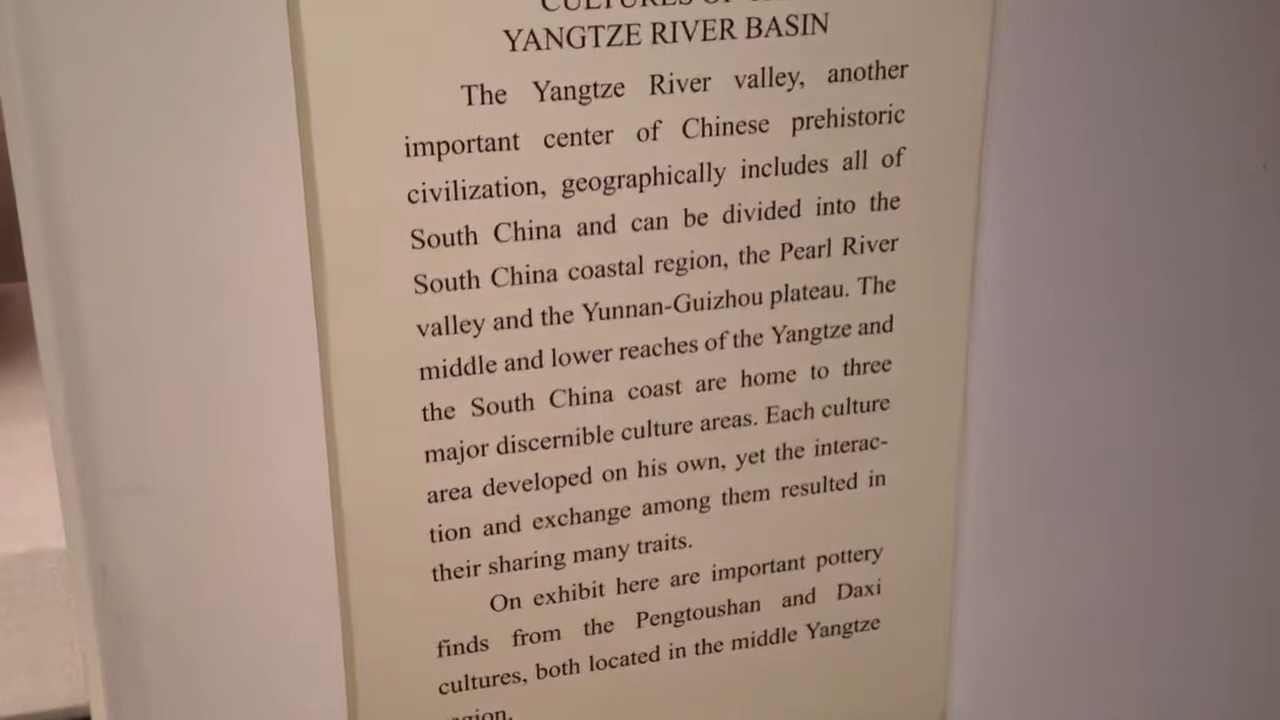 CULTURES OF
YANGTZE RIVER BASIN
The Yangtze River valley, another
important center of Chinese prehistoric
civilization, geographically includes all of
South China and can be divided into the
South China coastal region, the Pearl River
valley and the Yunnan-Guizhou plateau. The
middle and lower reaches of the Yangtze and
the South China coast are home to three
major discernible culture areas. Each culture
area developed on his own, yet the interac-
tion and exchange among them resulted in
their sharing many traits.
On exhibit here are important pottery
finds from the Pengtoushan and Daxi
cultures, both located in the middle Yangtze
region.